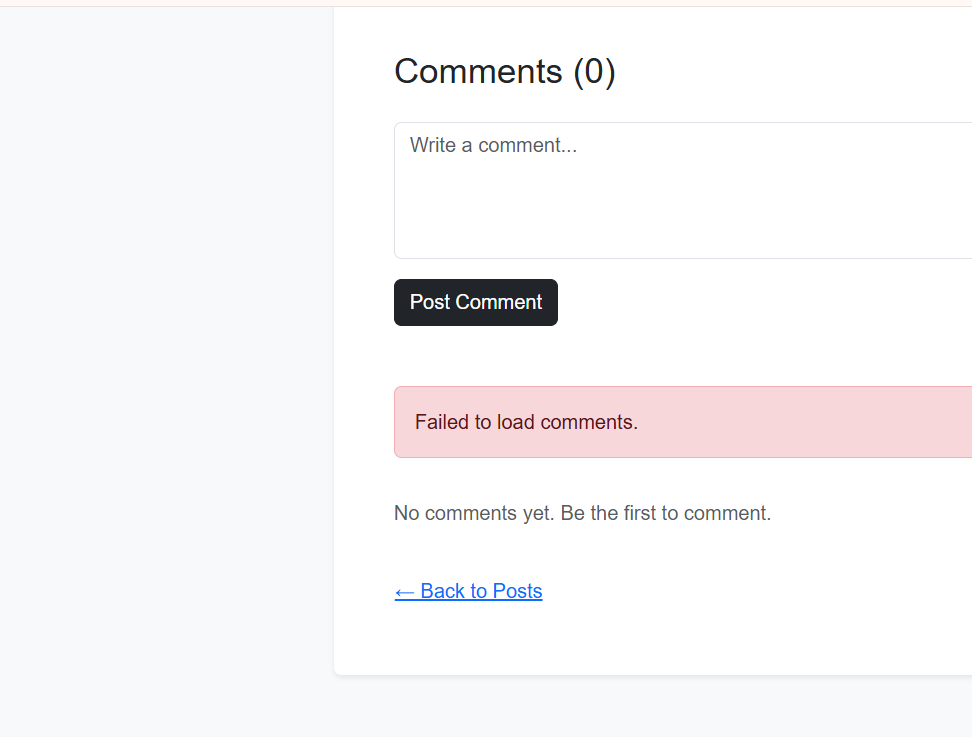 Comments (0)
Write a comment...
Post Comment
Failed to load comments.
No comments yet. Be the first to comment.
← Back to Posts